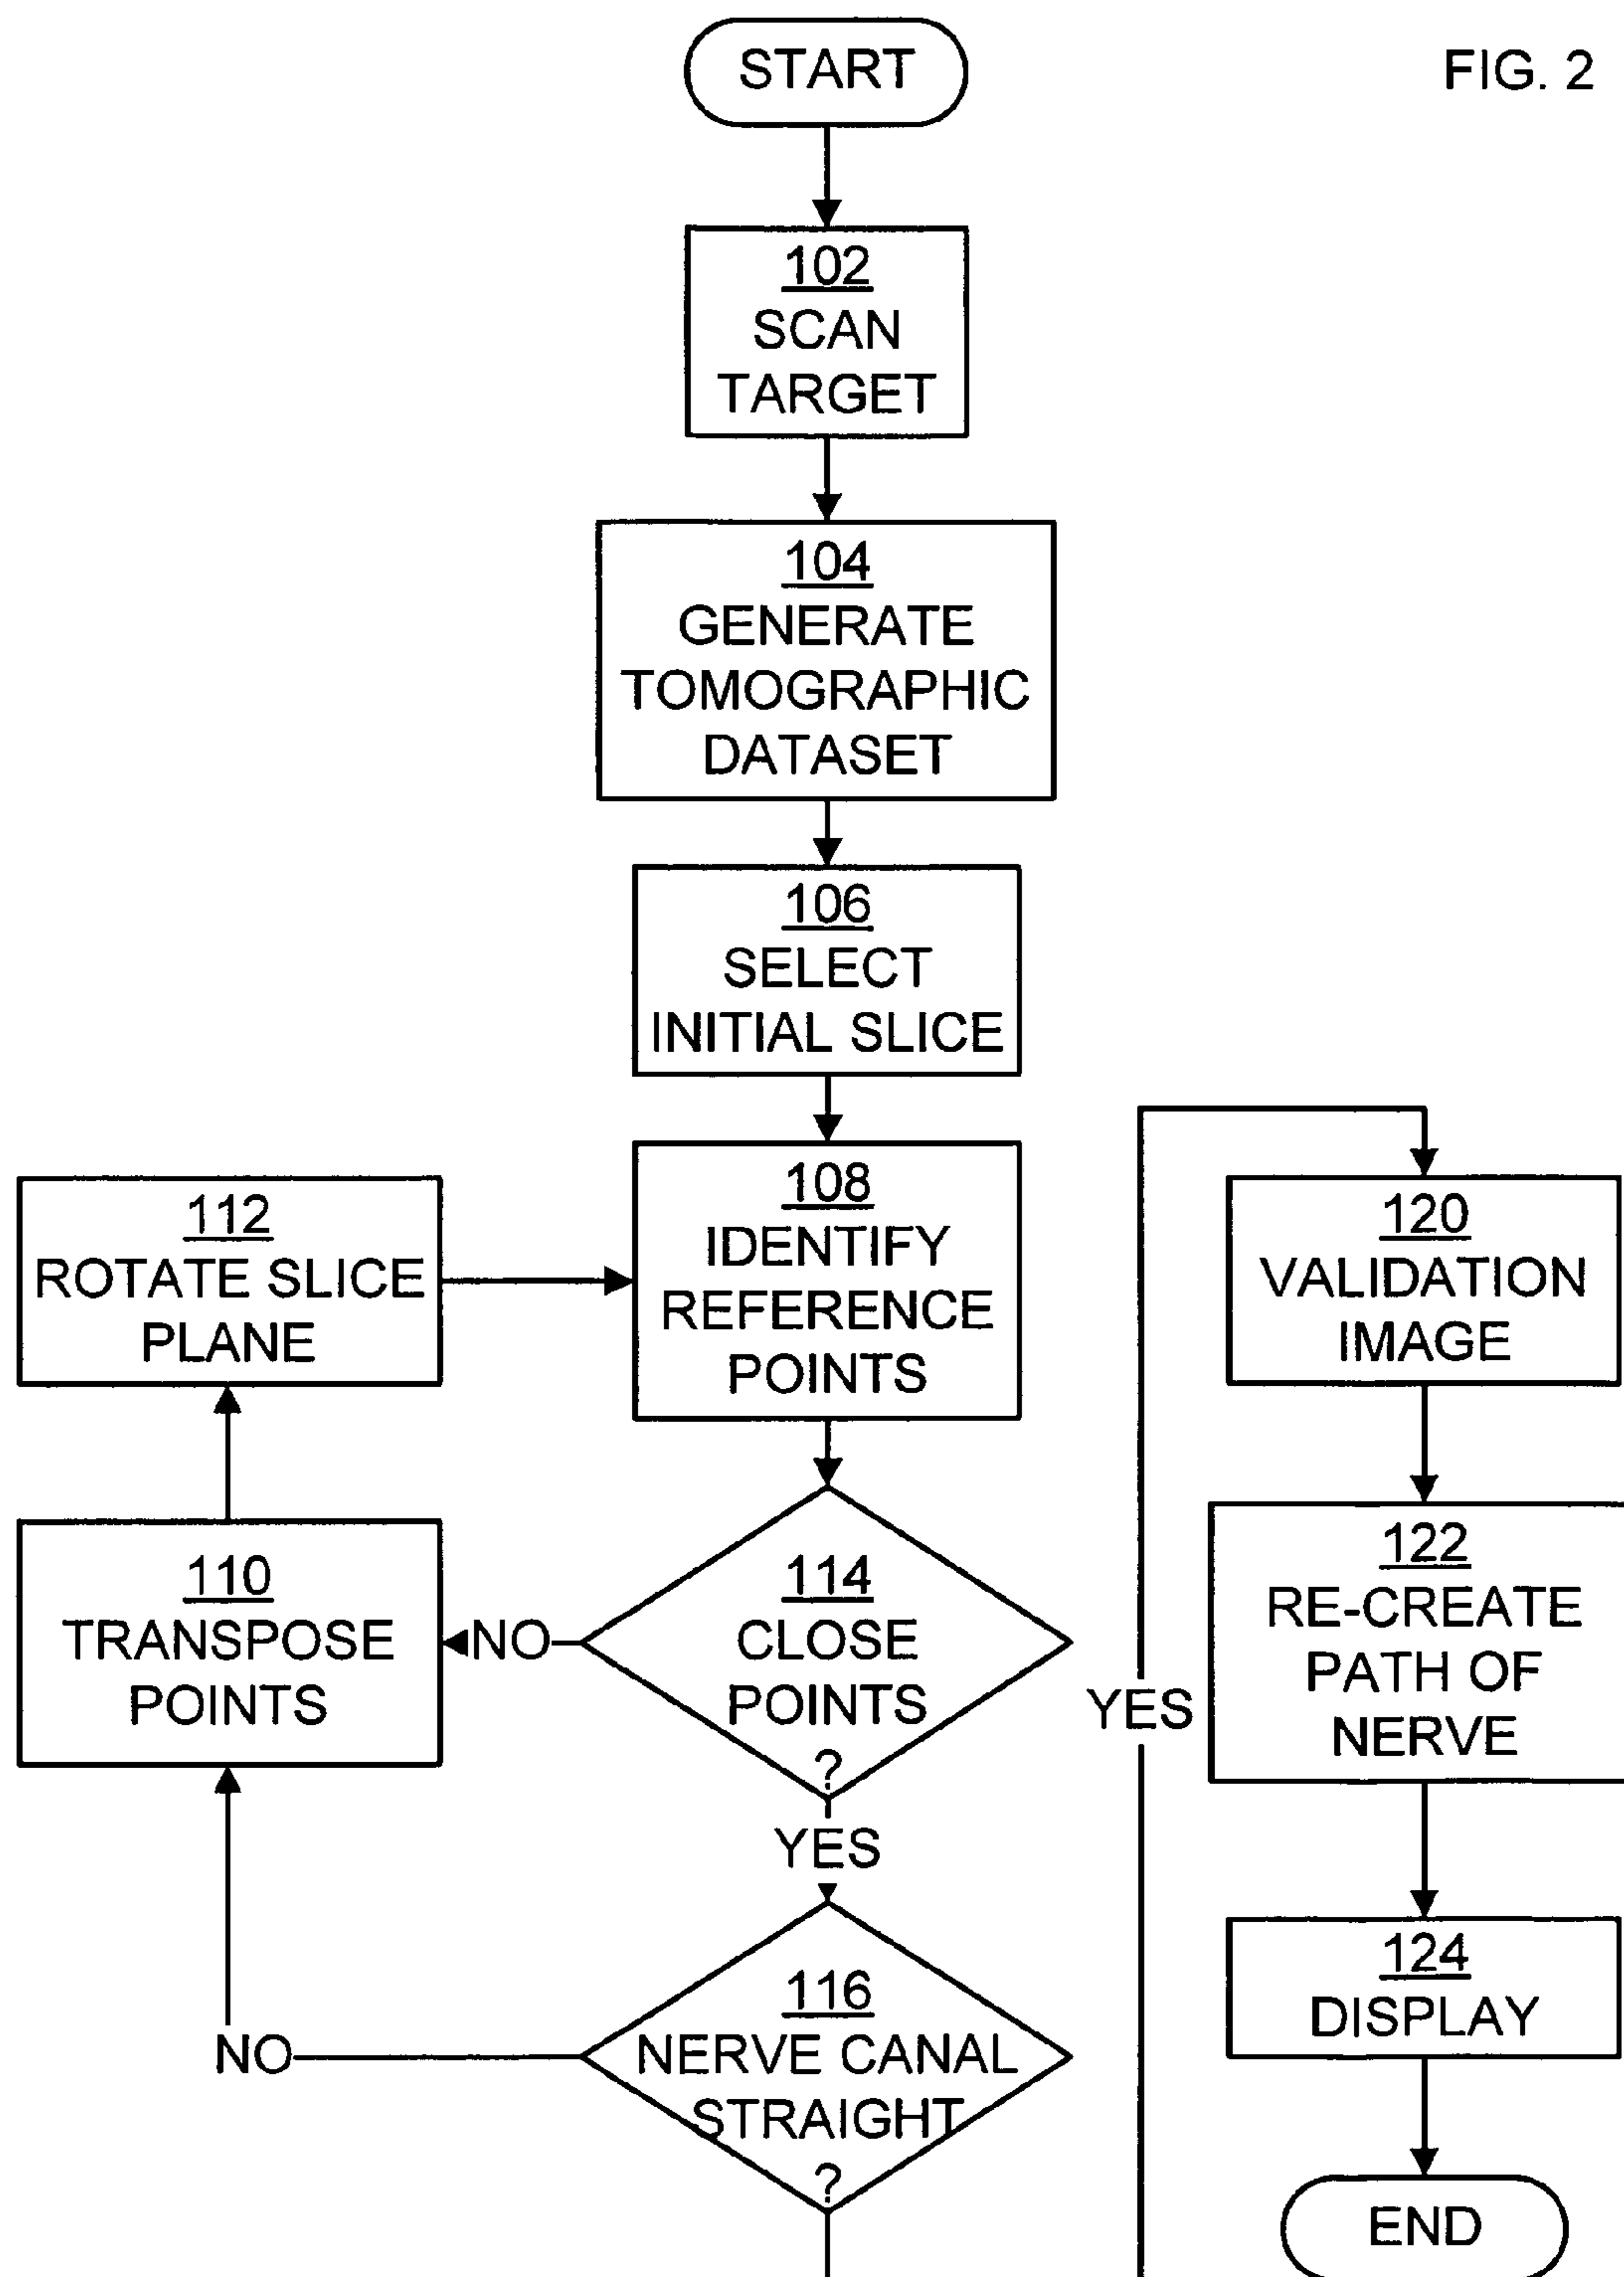 START
FIG. 2
102
SCAN
TARGET
104
GENERATE
TOMOGRAPHIC
DATASET
106
SELECT
INITIAL SLICE
108
IDENTIFY
REFERENCE
POINTS
112
ROTATE SLICE
PLANE
110
TRANSPOSE
POINTS
NO
114
CLOSE
POINTS
?
YES
116
NERVE CANAL
STRAIGHT
?
NO
YES
120
VALIDATION
IMAGE
122
RE-CREATE
PATH OF
NERVE
124
DISPLAY
END